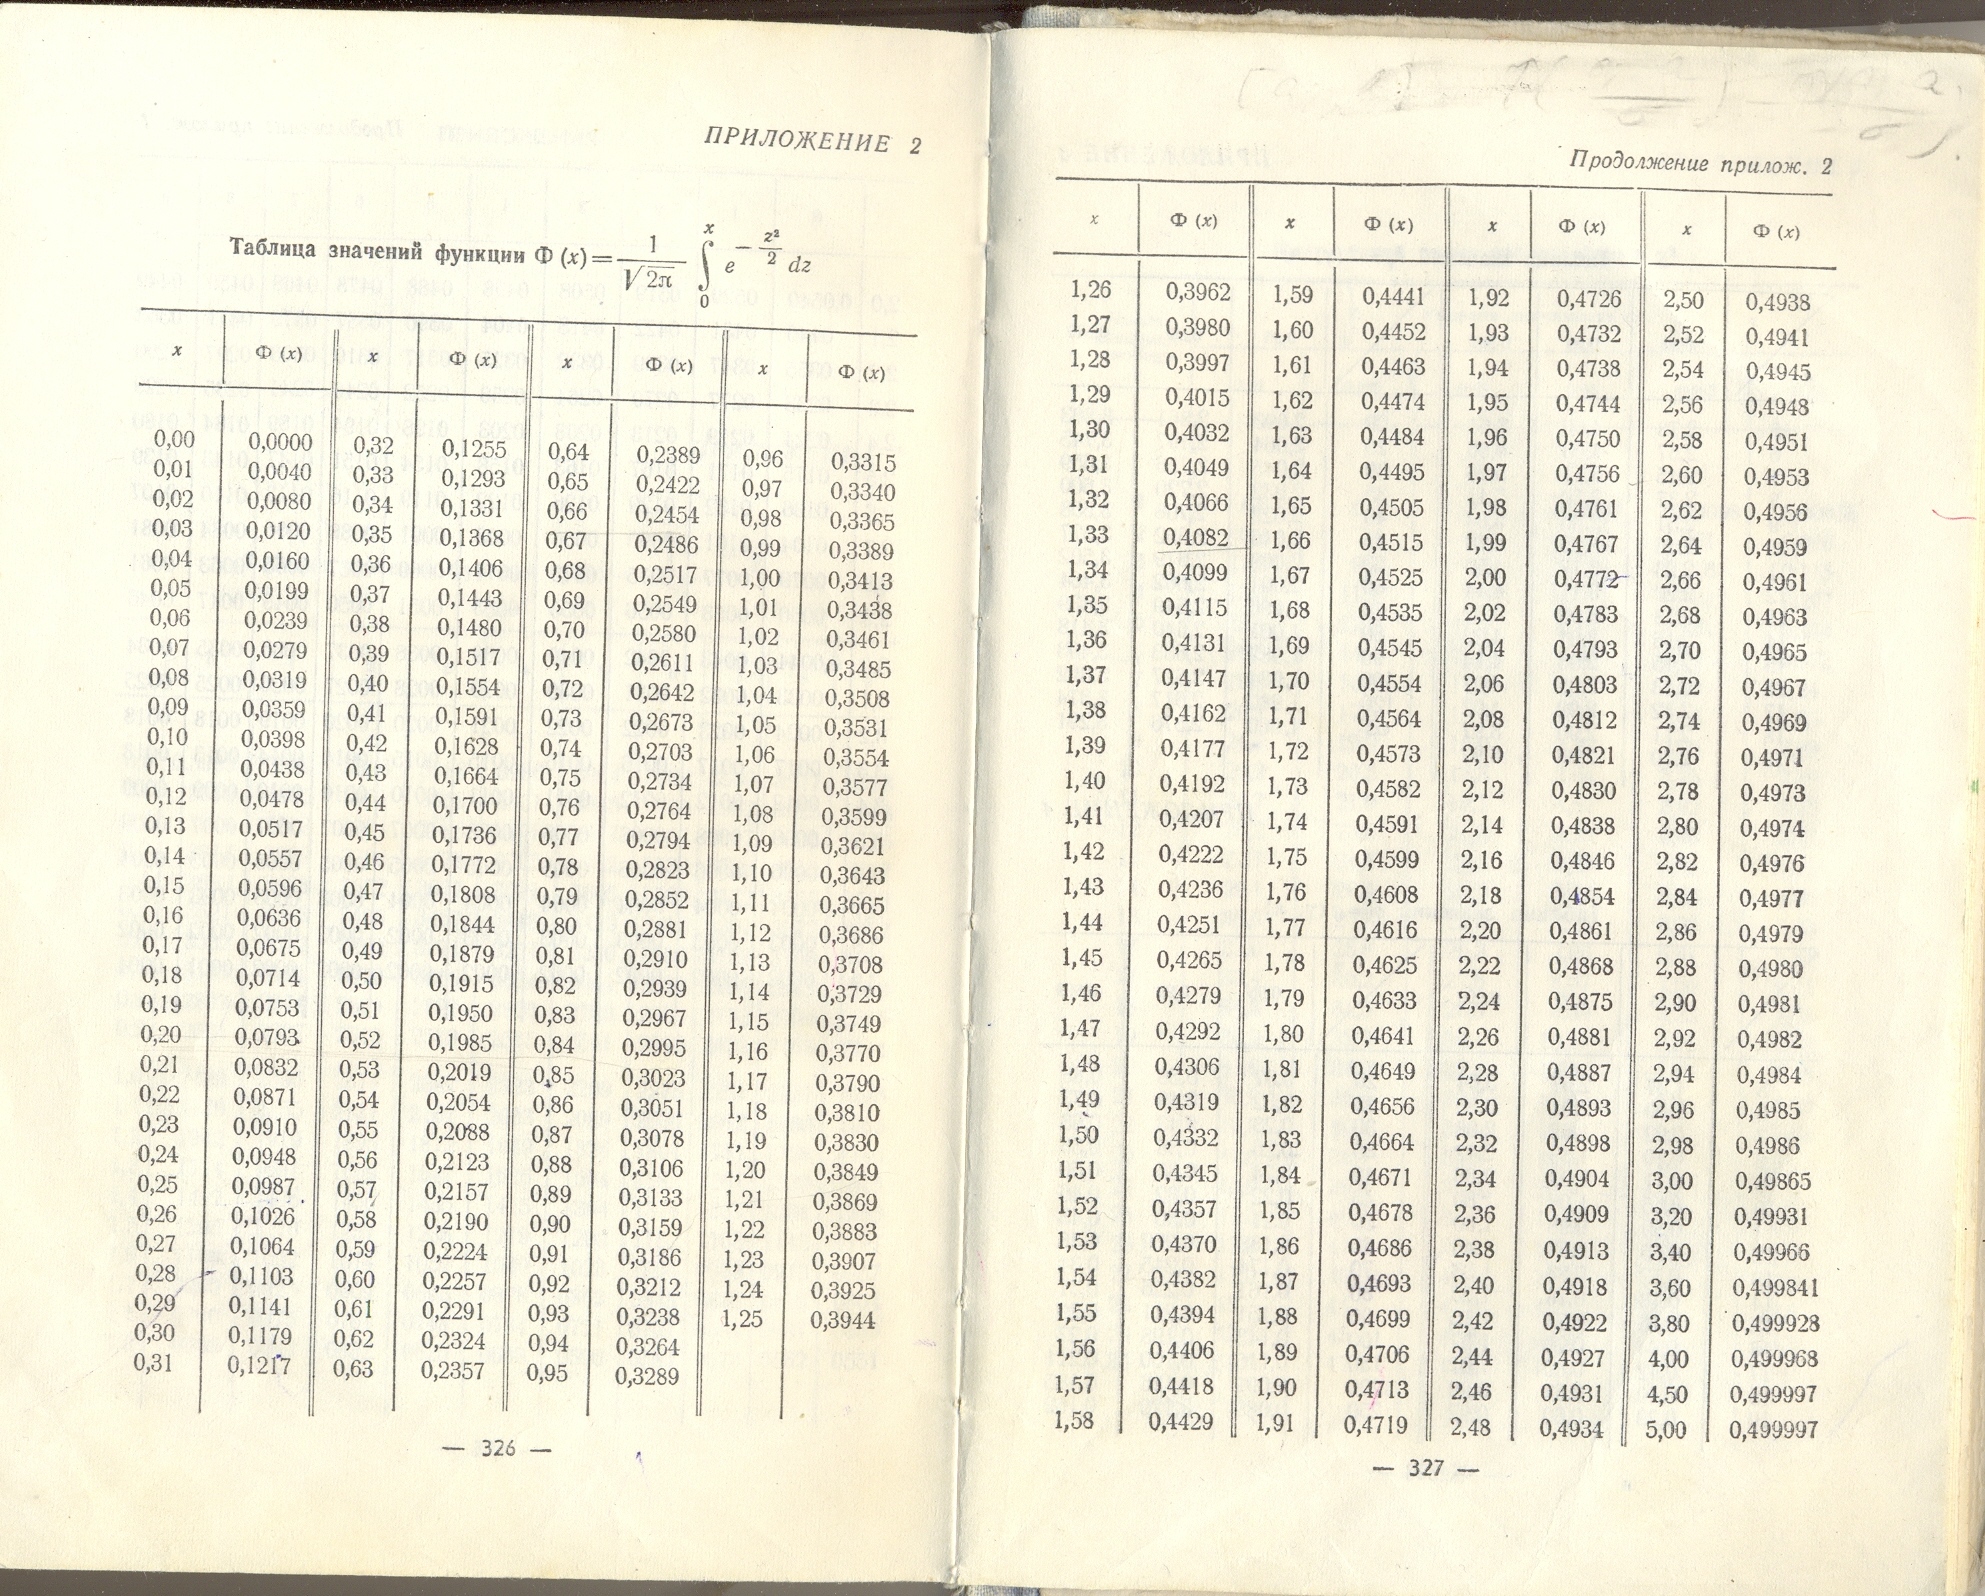 ПРИЛОЖЕНИЕ 2
Таблица значений функции Ф (x) = 1/√2π ∫₀ˣ e^(−z²/2) dz
x Ф (x) x Ф (x) x Ф (x) x Ф (x)
0,00 0,0000 0,32 0,1255 0,64 0,2389 0,96 0,3315
0,01 0,0040 0,33 0,1293 0,65 0,2422 0,97 0,3340
0,02 0,0080 0,34 0,1331 0,66 0,2454 0,98 0,3365
0,03 0,0120 0,35 0,1368 0,67 0,2486 0,99 0,3389
0,04 0,0160 0,36 0,1406 0,68 0,2517 1,00 0,3413
0,05 0,0199 0,37 0,1443 0,69 0,2549 1,01 0,3438
0,06 0,0239 0,38 0,1480 0,70 0,2580 1,02 0,3461
0,07 0,0279 0,39 0,1517 0,71 0,2611 1,03 0,3485
0,08 0,0319 0,40 0,1554 0,72 0,2642 1,04 0,3508
0,09 0,0359 0,41 0,1591 0,73 0,2673 1,05 0,3531
0,10 0,0398 0,42 0,1628 0,74 0,2703 1,06 0,3554
0,11 0,0438 0,43 0,1664 0,75 0,2734 1,07 0,3577
0,12 0,0478 0,44 0,1700 0,76 0,2764 1,08 0,3599
0,13 0,0517 0,45 0,1736 0,77 0,2794 1,09 0,3621
0,14 0,0557 0,46 0,1772 0,78 0,2823 1,10 0,3643
0,15 0,0596 0,47 0,1808 0,79 0,2852 1,11 0,3665
0,16 0,0636 0,48 0,1844 0,80 0,2881 1,12 0,3686
0,17 0,0675 0,49 0,1879 0,81 0,2910 1,13 0,3708
0,18 0,0714 0,50 0,1915 0,82 0,2939 1,14 0,3729
0,19 0,0753 0,51 0,1950 0,83 0,2967 1,15 0,3749
0,20 0,0793 0,52 0,1985 0,84 0,2995 1,16 0,3770
0,21 0,0832 0,53 0,2019 0,85 0,3023 1,17 0,3790
0,22 0,0871 0,54 0,2054 0,86 0,3051 1,18 0,3810
0,23 0,0910 0,55 0,2088 0,87 0,3078 1,19 0,3830
0,24 0,0948 0,56 0,2123 0,88 0,3106 1,20 0,3849
0,25 0,0987 0,57 0,2157 0,89 0,3133 1,21 0,3869
0,26 0,1026 0,58 0,2190 0,90 0,3159 1,22 0,3883
0,27 0,1064 0,59 0,2224 0,91 0,3186 1,23 0,3907
0,28 0,1103 0,60 0,2257 0,92 0,3212 1,24 0,3925
0,29 0,1141 0,61 0,2291 0,93 0,3238 1,25 0,3944
0,30 0,1179 0,62 0,2324 0,94 0,3264
0,31 0,1217 0,63 0,2357 0,95 0,3289
— 326 —
Продолжение прилож. 2
x Ф (x) x Ф (x) x Ф (x) x Ф (x)
1,26 0,3962 1,59 0,4441 1,92 0,4726 2,50 0,4938
1,27 0,3980 1,60 0,4452 1,93 0,4732 2,52 0,4941
1,28 0,3997 1,61 0,4463 1,94 0,4738 2,54 0,4945
1,29 0,4015 1,62 0,4474 1,95 0,4744 2,56 0,4948
1,30 0,4032 1,63 0,4484 1,96 0,4750 2,58 0,4951
1,31 0,4049 1,64 0,4495 1,97 0,4756 2,60 0,4953
1,32 0,4066 1,65 0,4505 1,98 0,4761 2,62 0,4956
1,33 0,4082 1,66 0,4515 1,99 0,4767 2,64 0,4959
1,34 0,4099 1,67 0,4525 2,00 0,4772 2,66 0,4961
1,35 0,4115 1,68 0,4535 2,02 0,4783 2,68 0,4963
1,36 0,4131 1,69 0,4545 2,04 0,4793 2,70 0,4965
1,37 0,4147 1,70 0,4554 2,06 0,4803 2,72 0,4967
1,38 0,4162 1,71 0,4564 2,08 0,4812 2,74 0,4969
1,39 0,4177 1,72 0,4573 2,10 0,4821 2,76 0,4971
1,40 0,4192 1,73 0,4582 2,12 0,4830 2,78 0,4973
1,41 0,4207 1,74 0,4591 2,14 0,4838 2,80 0,4974
1,42 0,4222 1,75 0,4599 2,16 0,4846 2,82 0,4976
1,43 0,4236 1,76 0,4608 2,18 0,4854 2,84 0,4977
1,44 0,4251 1,77 0,4616 2,20 0,4861 2,86 0,4979
1,45 0,4265 1,78 0,4625 2,22 0,4868 2,88 0,4980
1,46 0,4279 1,79 0,4633 2,24 0,4875 2,90 0,4981
1,47 0,4292 1,80 0,4641 2,26 0,4881 2,92 0,4982
1,48 0,4306 1,81 0,4649 2,28 0,4887 2,94 0,4984
1,49 0,4319 1,82 0,4656 2,30 0,4893 2,96 0,4985
1,50 0,4332 1,83 0,4664 2,32 0,4898 2,98 0,4986
1,51 0,4345 1,84 0,4671 2,34 0,4904 3,00 0,49865
1,52 0,4357 1,85 0,4678 2,36 0,4909 3,20 0,49931
1,53 0,4370 1,86 0,4686 2,38 0,4913 3,40 0,49966
1,54 0,4382 1,87 0,4693 2,40 0,4918 3,60 0,499841
1,55 0,4394 1,88 0,4699 2,42 0,4922 3,80 0,499928
1,56 0,4406 1,89 0,4706 2,44 0,4927 4,00 0,499968
1,57 0,4418 1,90 0,4713 2,46 0,4931 4,50 0,499997
1,58 0,4429 1,91 0,4719 2,48 0,4934 5,00 0,499997
— 327 —